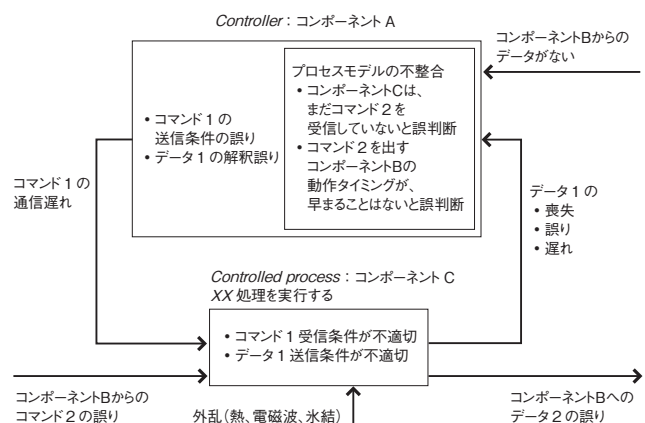 Controller：コンポーネント A
コンポーネントBからの
データがない
プロセスモデルの不整合
• コンポーネントCは、
まだコマンド２を
受信していないと誤判断
• コマンド２を出す
コンポーネントBの
動作タイミングが、
早まることはないと誤判断
• コマンド１の
送信条件の誤り
• データ１の解釈誤り
コマンド１の
通信遅れ
データ１の
• 喪失
• 誤り
• 遅れ
Controlled process：コンポーネント C
XX 処理を実行する
• コマンド１受信条件が不適切
• データ１送信条件が不適切
コンポーネントBからの
コマンド２の誤り
外乱（熱、電磁波、氷結）
コンポーネントBへの
データ２の誤り